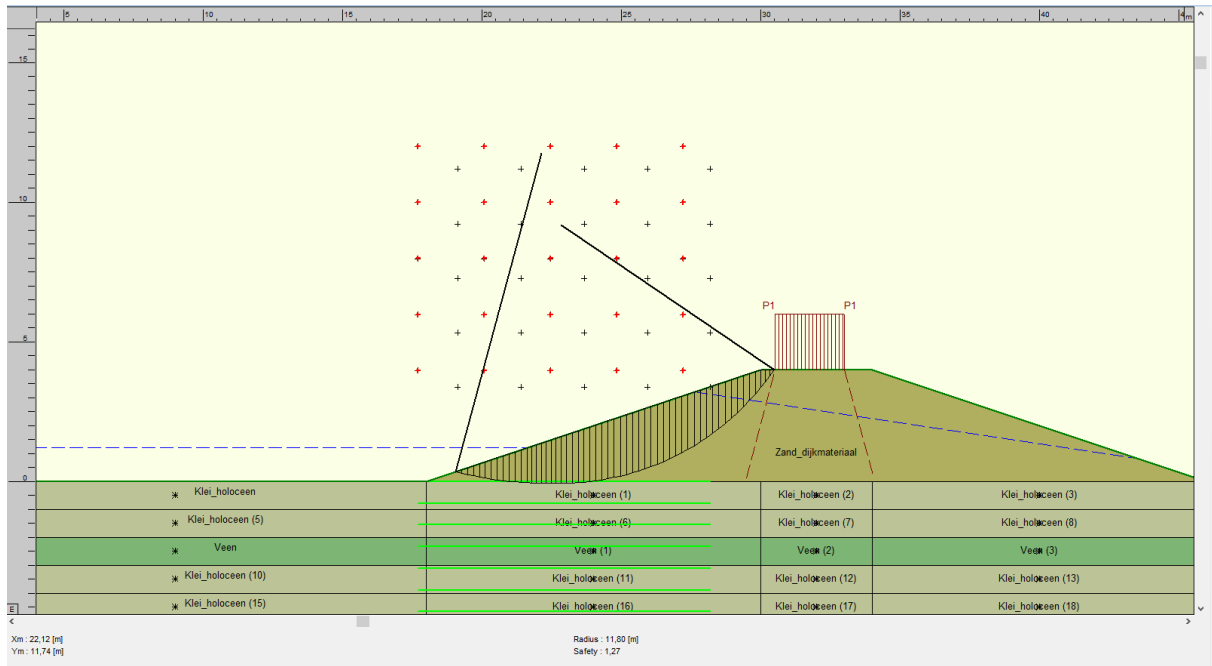 5 10 15 20 25 30 35 40 m
15
10
5
0
P1 P1
Zand_dijkmateriaal
Klei_holoceen Klei_holoceen (1) Klei_holoceen (2) Klei_holoceen (3)
Klei_holoceen (5) Klei_holoceen (6) Klei_holoceen (7) Klei_holoceen (8)
Veen Veen (1) Veen (2) Veen (3)
Klei_holoceen (10) Klei_holoceen (11) Klei_holoceen (12) Klei_holoceen (13)
Klei_holoceen (15) Klei_holoceen (16) Klei_holoceen (17) Klei_holoceen (18)
E
Xm : 22,12 [m] Radius : 11,80 [m]
Ym : 11,74 [m] Safety : 1,27